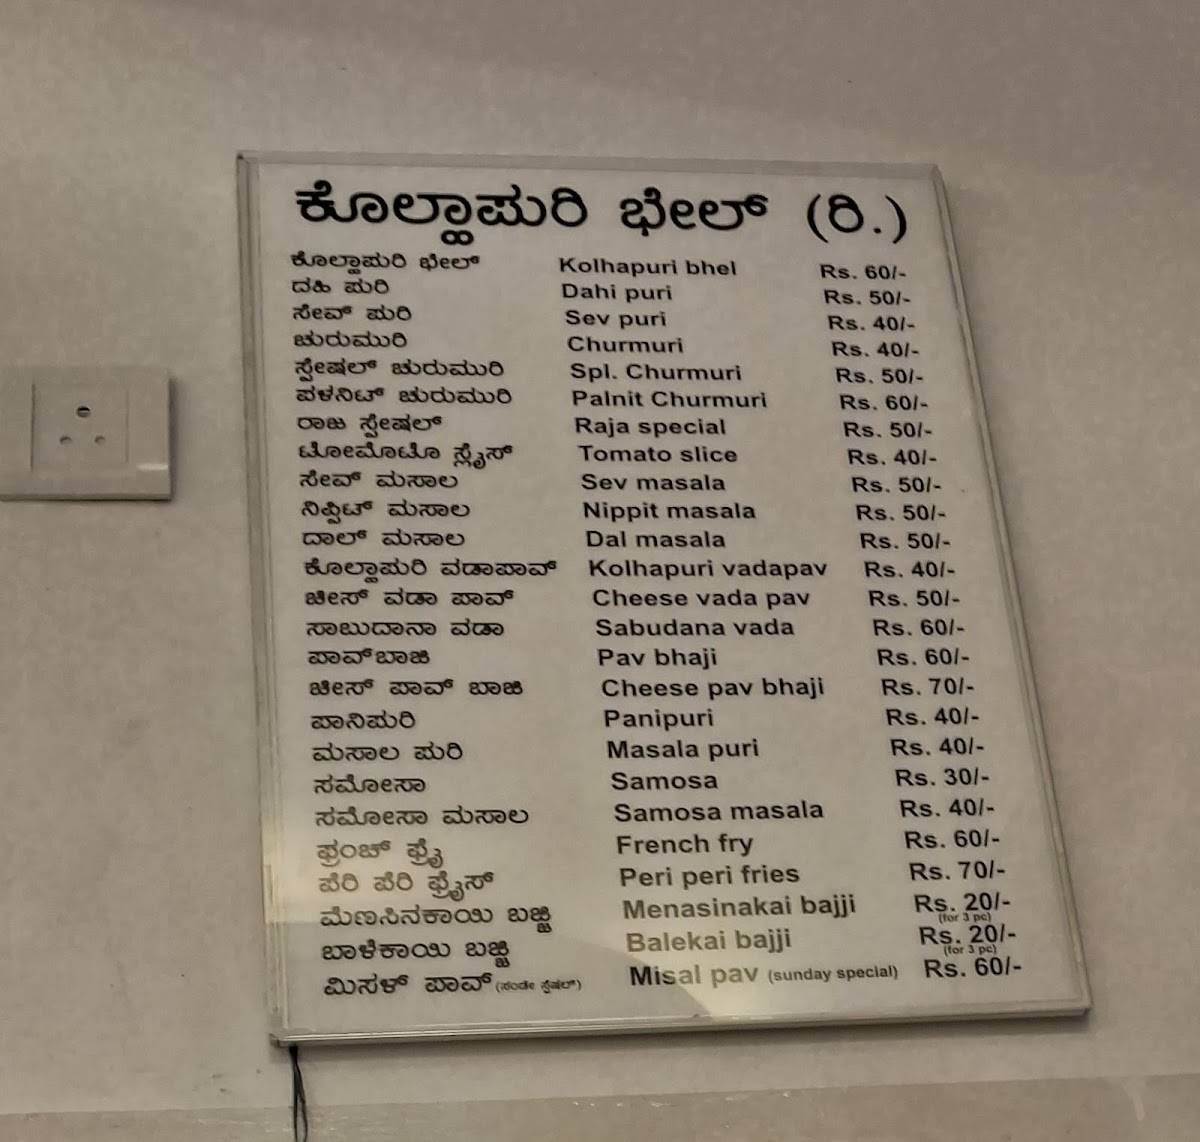 ಕೊಲ್ಹಾಪುರಿ ಭೇಲ್ (ರಿ.)
ಕೊಲ್ಹಾಪುರಿ ಭೇಲ್ Kolhapuri bhel Rs. 60/-
ದಹಿ ಪುರಿ Dahi puri Rs. 50/-
ಸೇವ್ ಪುರಿ Sev puri Rs. 40/-
ಚುರುಮುರಿ Churmuri Rs. 40/-
ಸ್ಪೇಷಲ್ ಚುರುಮುರಿ Spl. Churmuri Rs. 50/-
ಪಳನಿಟ್ ಚುರುಮುರಿ Palnit Churmuri Rs. 60/-
ರಾಜ ಸ್ಪೇಷಲ್ Raja special Rs. 50/-
ಟೋಮೊಟೊ ಸ್ಲೈಸ್ Tomato slice Rs. 40/-
ಸೇವ್ ಮಸಾಲ Sev masala Rs. 50/-
ನಿಪ್ಪಿಟ್ ಮಸಾಲ Nippit masala Rs. 50/-
ದಾಲ್ ಮಸಾಲ Dal masala Rs. 50/-
ಕೊಲ್ಹಾಪುರಿ ವಡಾಪಾವ್ Kolhapuri vadapav Rs. 40/-
ಚೀಸ್ ವಡಾ ಪಾವ್ Cheese vada pav Rs. 50/-
ಸಾಬುದಾನಾ ವಡಾ Sabudana vada Rs. 60/-
ಪಾವ್‌ಬಾಜಿ Pav bhaji Rs. 60/-
ಚೀಸ್ ಪಾವ್ ಬಾಜಿ Cheese pav bhaji Rs. 70/-
ಪಾನಿಪುರಿ Panipuri Rs. 40/-
ಮಸಾಲ ಪುರಿ Masala puri Rs. 40/-
ಸಮೋಸಾ Samosa Rs. 30/-
ಸಮೋಸಾ ಮಸಾಲ Samosa masala Rs. 40/-
ಫ್ರಂಚ್ ಫ್ರೈ French fry Rs. 60/-
ಪೆರಿ ಪೆರಿ ಫ್ರೈಸ್ Peri peri fries Rs. 70/-
ಮೆಣಸಿನಕಾಯಿ ಬಜ್ಜಿ Menasinakai bajji Rs. 20/-
(for 3 pc)
ಬಾಳೆಕಾಯಿ ಬಜ್ಜಿ Balekai bajji Rs. 20/-
(for 3 pc)
ಮಿಸಳ್ ಪಾವ್ (ಸಂಡೇ ಸ್ಪೆಷಲ್) Misal pav (sunday special) Rs. 60/-